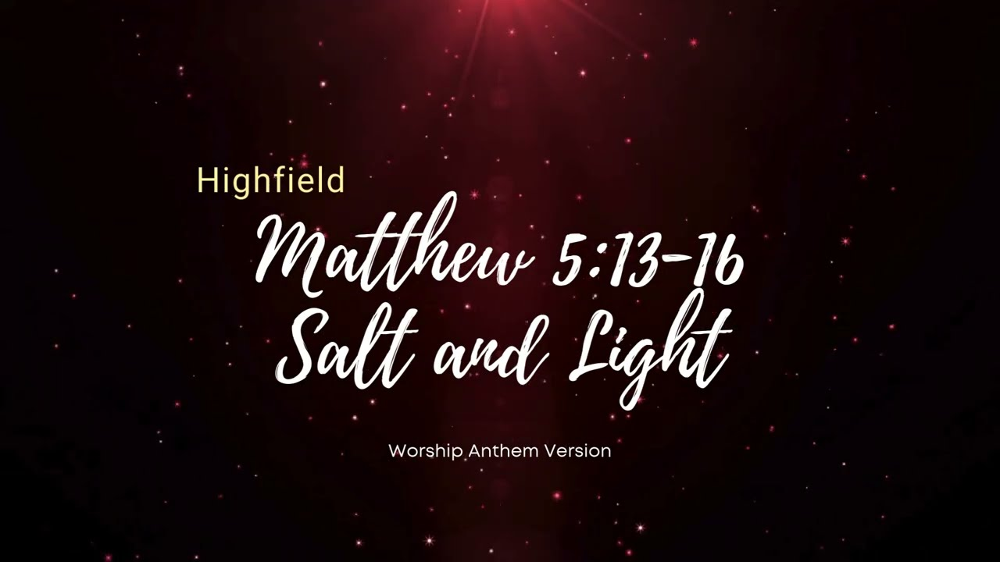 Highfield
Matthew 5:13-16
Salt and Light
Worship Anthem Version